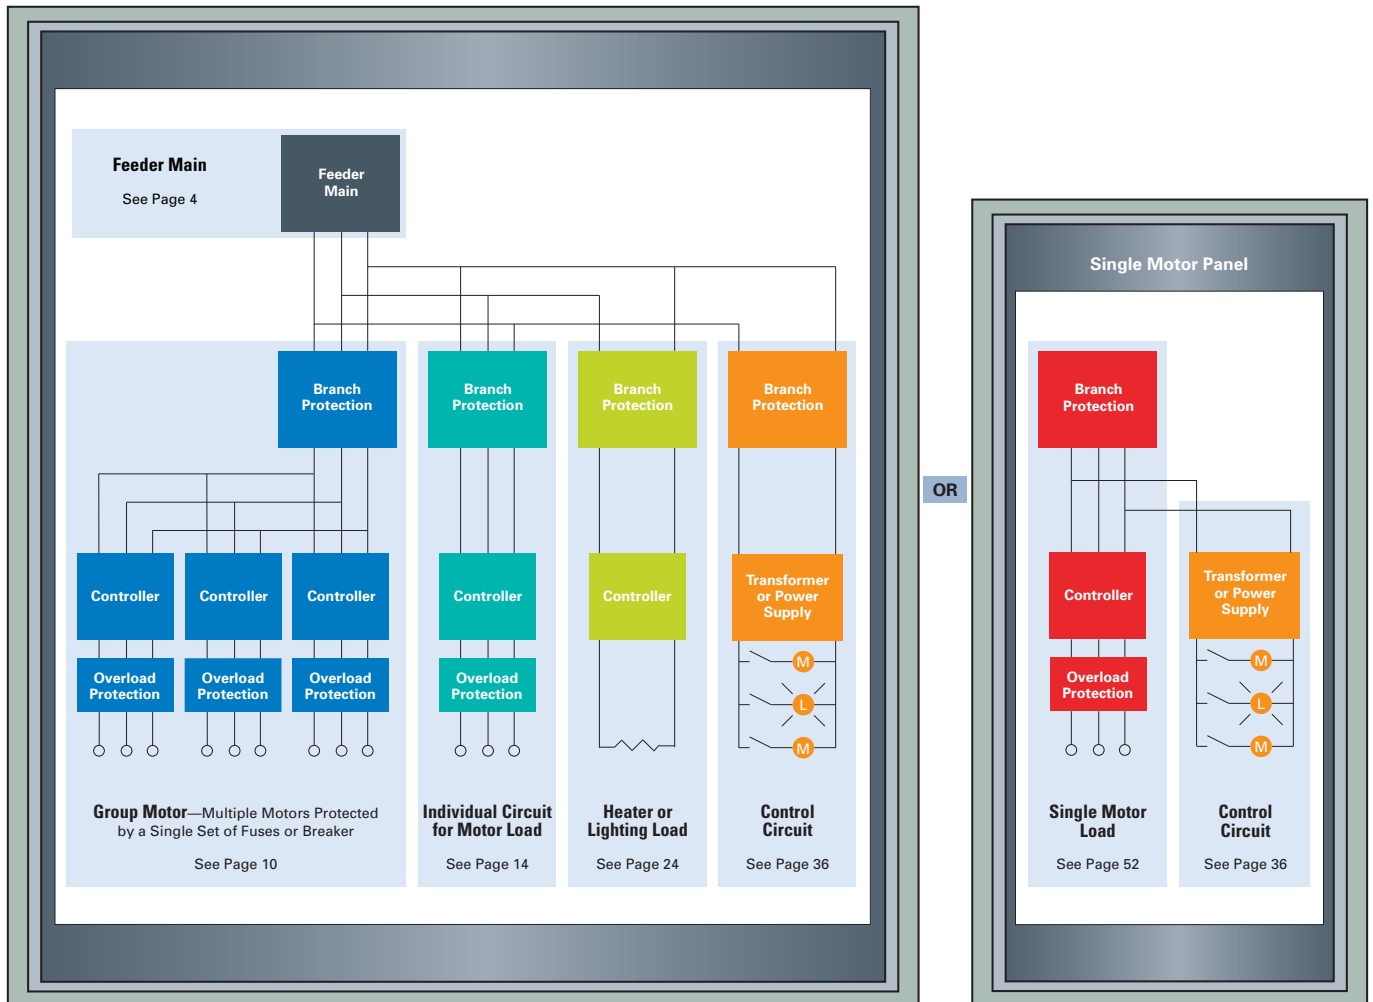 Feeder Main
See Page 4
Feeder
Main
Branch
Protection
Branch
Protection
Branch
Protection
Branch
Protection
Controller
Controller
Controller
Controller
Controller
Transformer
or Power
Supply
Overload
Protection
Overload
Protection
Overload
Protection
Overload
Protection
M
L
M
Group Motor—Multiple Motors Protected
by a Single Set of Fuses or Breaker
See Page 10
Individual Circuit
for Motor Load
See Page 14
Heater or
Lighting Load
See Page 24
Control
Circuit
See Page 36
OR
Single Motor Panel
Branch
Protection
Controller
Transformer
or Power
Supply
Overload
Protection
M
L
M
Single Motor
Load
See Page 52
Control
Circuit
See Page 36